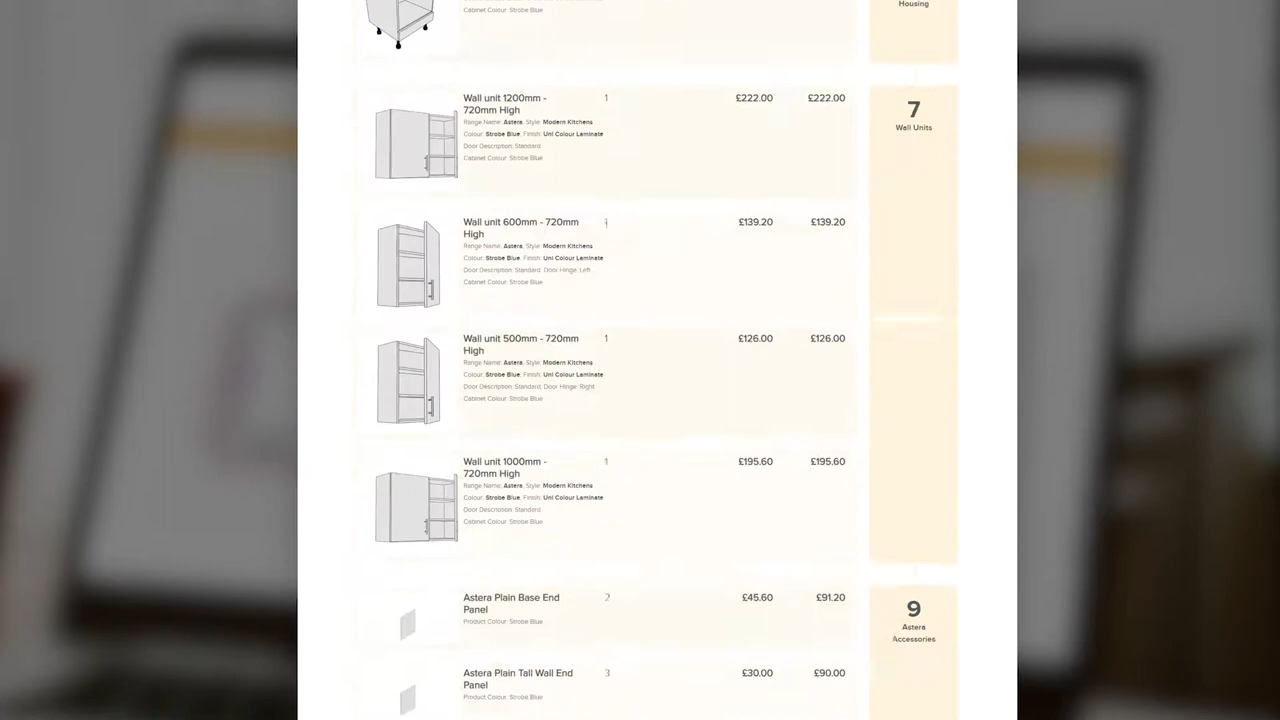 Cabinet Colour: Strobe Blue
Housing
Wall unit 1200mm - 1 £222.00 £222.00
720mm High
Range Name: Astera, Style: Modern Kitchens
Colour: Strobe Blue, Finish: Uni Colour Laminate
Door Description: Standard
Cabinet Colour: Strobe Blue
7
Wall Units
Wall unit 600mm - 720mm 1 £139.20 £139.20
High
Range Name: Astera, Style: Modern Kitchens
Colour: Strobe Blue, Finish: Uni Colour Laminate
Door Description: Standard: Door Hinge: Left
Cabinet Colour: Strobe Blue
Wall unit 500mm - 720mm 1 £126.00 £126.00
High
Range Name: Astera, Style: Modern Kitchens
Colour: Strobe Blue, Finish: Uni Colour Laminate
Door Description: Standard: Door Hinge: Right
Cabinet Colour: Strobe Blue
Wall unit 1000mm - 1 £195.60 £195.60
720mm High
Range Name: Astera, Style: Modern Kitchens
Colour: Strobe Blue, Finish: Uni Colour Laminate
Door Description: Standard
Cabinet Colour: Strobe Blue
Astera Plain Base End 2 £45.60 £91.20
Panel
Product Colour: Strobe Blue
9
Astera
Accessories
Astera Plain Tall Wall End 3 £30.00 £90.00
Panel
Product Colour: Strobe Blue